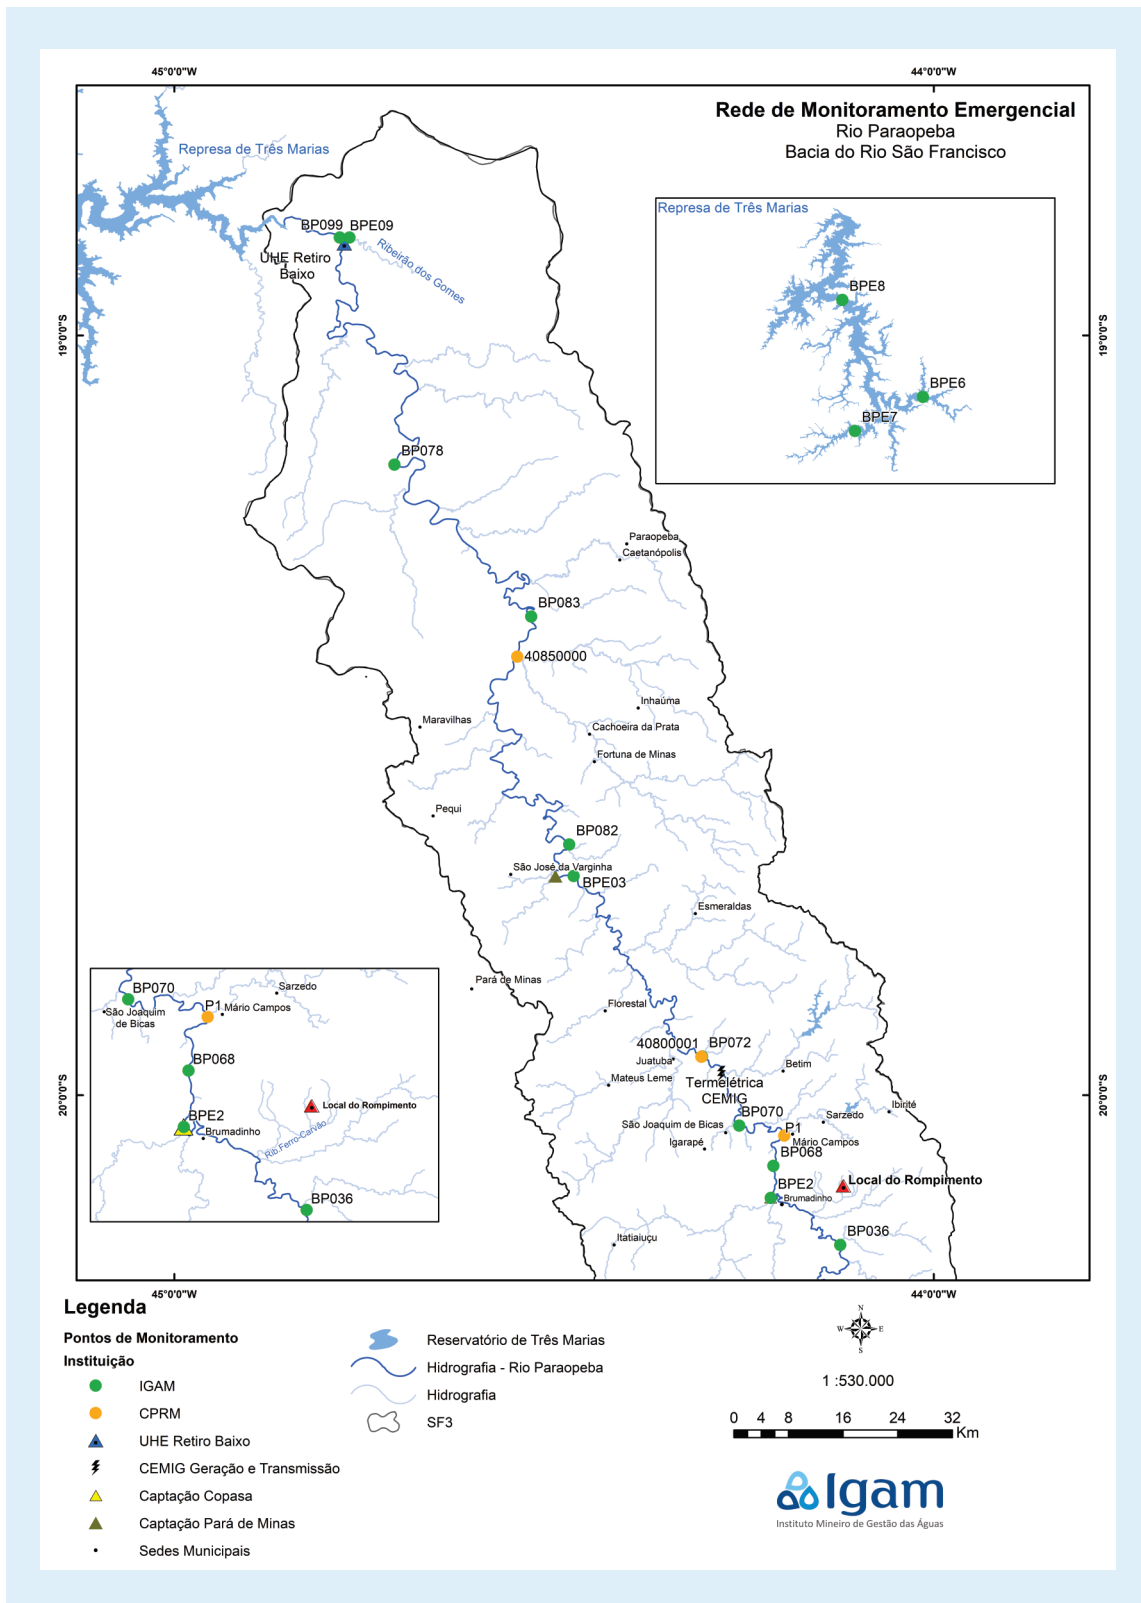 45°0'0"W
44°0'0"W
Rede de Monitoramento Emergencial
Rio Paraopeba
Bacia do Rio São Francisco
Represa de Três Marias
BP099 BPE09
UHE Retiro
Baixo
Ribeirão dos Gomes
Represa de Três Marias
BPE8
BPE6
BPE7
19°0'0"S
19°0'0"S
BP078
Paraopeba
Caetanópolis
BP083
40850000
Inhaúma
Maravilhas
Cachoeira da Prata
Fortuna de Minas
Pequi
BP082
São José da Varginha
BPE03
Esmeraldas
Pará de Minas
Florestal
40800001 BP072
Juatuba
Betim
Mateus Leme
Termelétrica
CEMIG
BP070
São Joaquim de Bicas
Sarzedo
Ibirité
P1
Igarapé
Mário Campos
BP068
Local do Rompimento
BPE2
Brumadinho
BP036
Itatiaiuçu
20°0'0"S
20°0'0"S
BP070
Sarzedo
P1
Mário Campos
São Joaquim
de Bicas
BP068
Local do Rompimento
BPE2
Brumadinho
Rib.Ferro-Carvão
BP036
45°0'0"W
44°0'0"W
Legenda
Pontos de Monitoramento
Instituição
IGAM
CPRM
UHE Retiro Baixo
CEMIG Geração e Transmissão
Captação Copasa
Captação Pará de Minas
Sedes Municipais
Reservatório de Três Marias
Hidrografia - Rio Paraopeba
Hidrografia
SF3
N
W E
S
1 :530.000
0 4 8 16 24 32
Km
Igam
Instituto Mineiro de Gestão das Águas